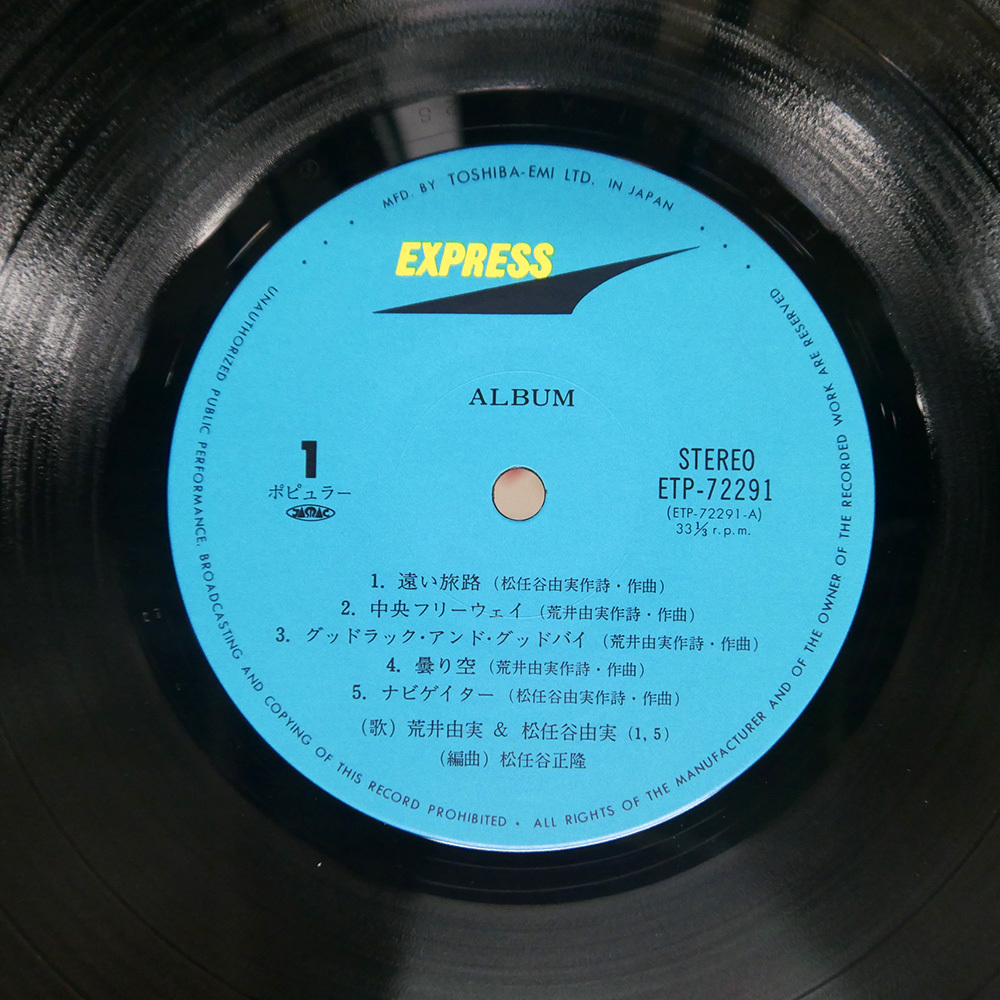 MFD. BY TOSHIBA-EMI LTD. IN JAPAN
EXPRESS
ALBUM
1
ポピュラー
JASRAC
STEREO
ETP-72291
(ETP-72291-A)
33⅓ r.p.m.
1. 遠い旅路 (松任谷由実作詩・作曲)
2. 中央フリーウェイ (荒井由実作詩・作曲)
3. グッドラック・アンド・グッドバイ (荒井由実作詩・作曲)
4. 曇り空 (荒井由実作詩・作曲)
5. ナビゲイター (松任谷由実作詩・作曲)
(歌) 荒井由実 & 松任谷由実 (1, 5)
(編曲) 松任谷正隆
UNAUTHORIZED PUBLIC PERFORMANCE, BROADCASTING AND COPYING OF THIS RECORD PROHIBITED • ALL RIGHTS OF THE MANUFACTURER AND OF THE OWNER OF THE RECORDED WORK ARE RESERVED